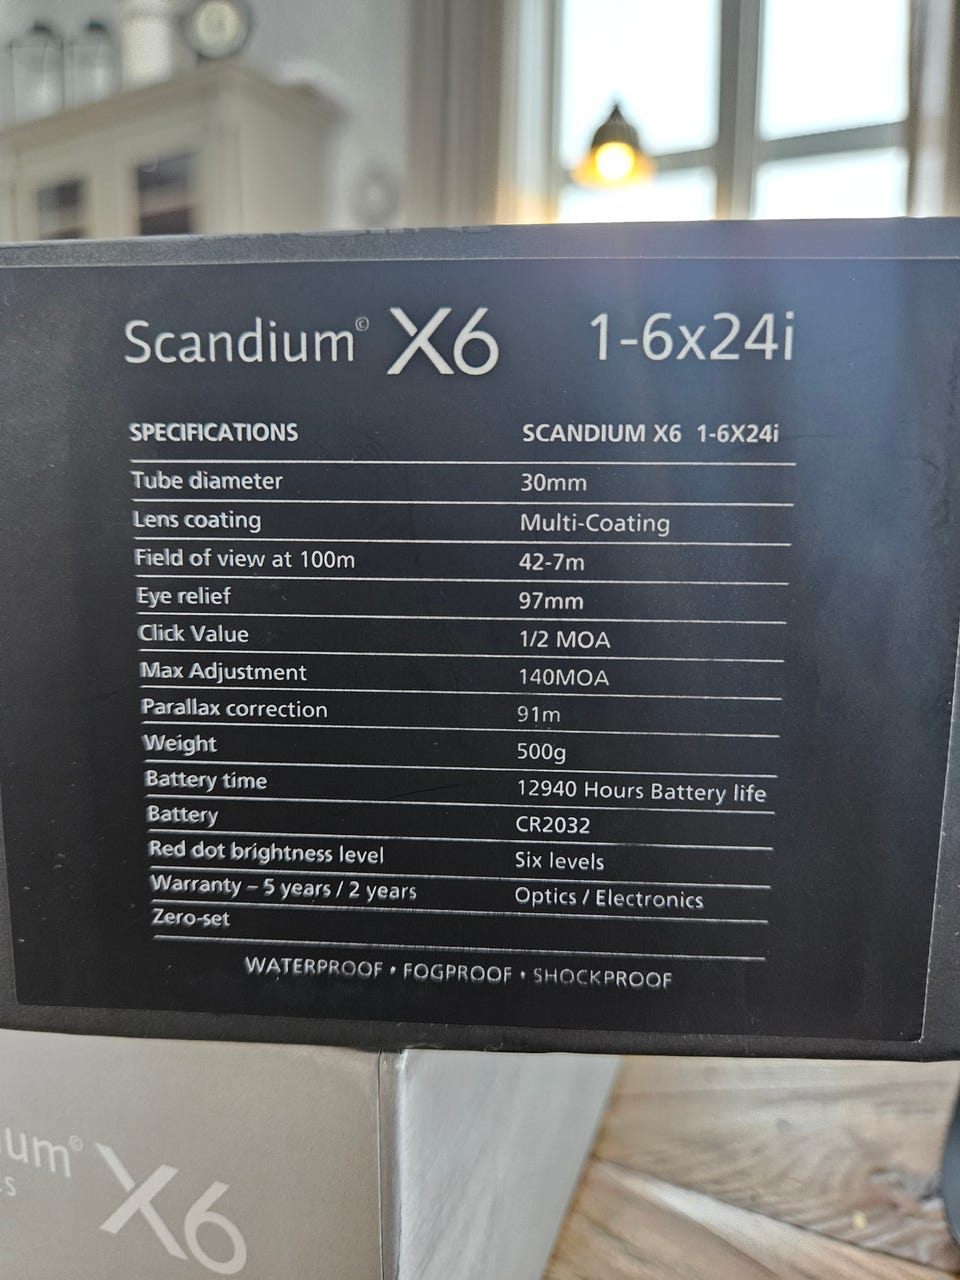 Scandium© X6 1-6x24i
SPECIFICATIONS SCANDIUM X6 1-6X24i
Tube diameter 30mm
Lens coating Multi-Coating
Field of view at 100m 42-7m
Eye relief 97mm
Click Value 1/2 MOA
Max Adjustment 140MOA
Parallax correction 91m
Weight 500g
Battery time 12940 Hours Battery life
Battery CR2032
Red dot brightness level Six levels
Warranty – 5 years / 2 years Optics / Electronics
Zero-set
WATERPROOF • FOGPROOF • SHOCKPROOF
um© X6